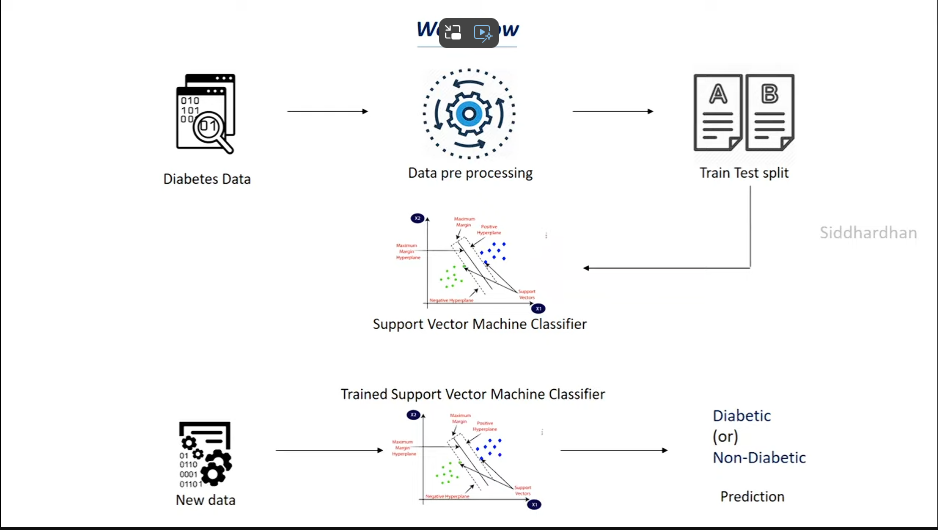 Diabetes Data
Data pre processing
A B
Train Test split
Siddhardhan
010
101
00
01
X2
Maximum
Margin
Positive
Hyperplane
Maximum
Margin
Hyperplane
Support
Vectors
Negative Hyperplane
X1
Support Vector Machine Classifier
Trained Support Vector Machine Classifier
X2
Maximum
Margin
Positive
Hyperplane
Maximum
Margin
Hyperplane
Support
Vectors
Negative Hyperplane
X1
01
0110
0001
01101
New data
Diabetic
(or)
Non-Diabetic
Prediction